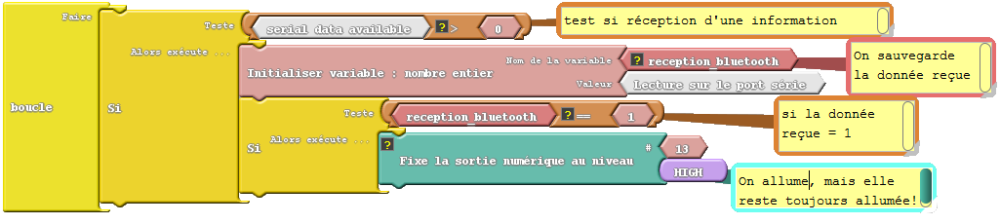 Faire
Teste
serial data available
?
>
0
test si réception d'une information
Alors exécute ...
boucle
Si
Initialiser variable : nombre entier
Nom de la variable
?
reception_bluetooth
On sauvegarde
la donnée reçue
Valeur
Lecture sur le port série
Teste
reception_bluetooth
?
==
1
si la donnée
reçue = 1
Si
Alors exécute ...
?
Fixe la sortie numérique au niveau
#
13
HIGH
On allume, mais elle
reste toujours allumée!